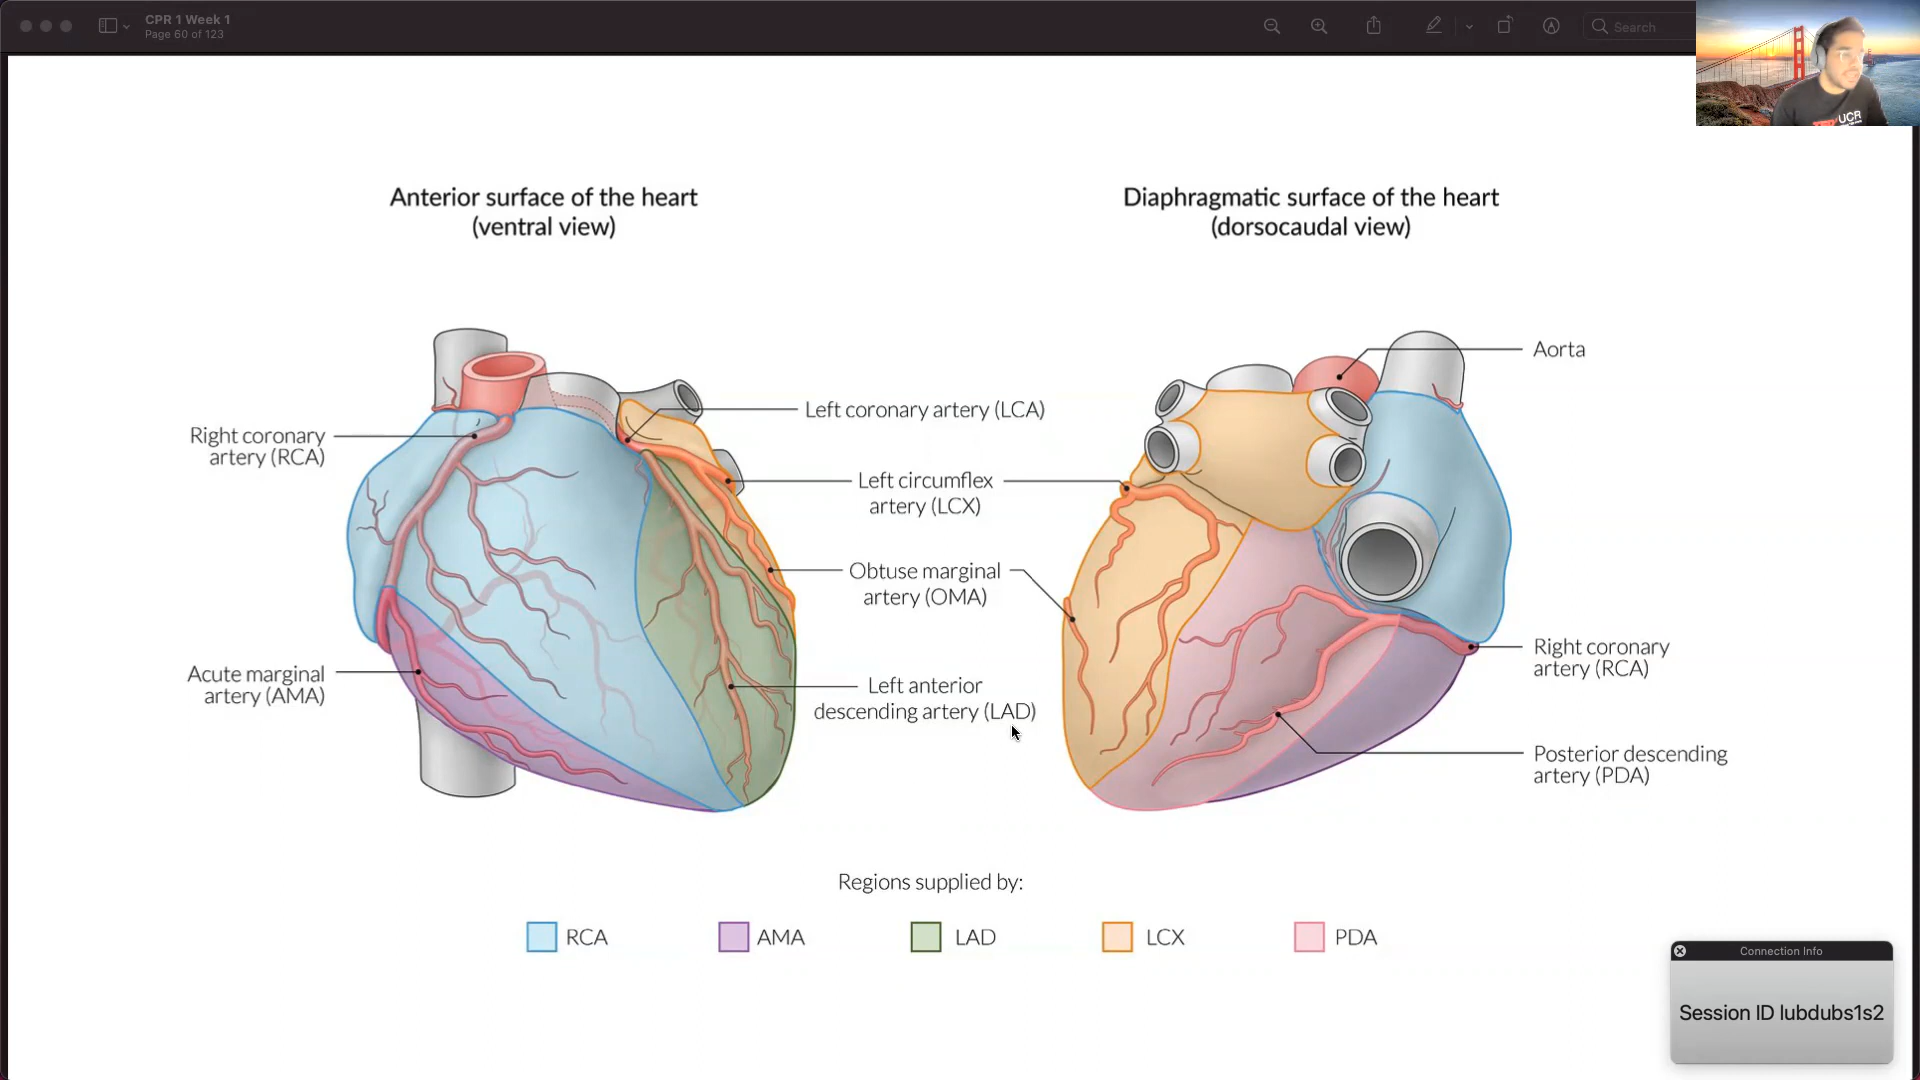 CPR 1 Week 1
Page 60 of 123
Search
UCR
Anterior surface of the heart
(ventral view)
Diaphragmatic surface of the heart
(dorsocaudal view)
Aorta
Left coronary artery (LCA)
Right coronary
artery (RCA)
Left circumflex
artery (LCX)
Obtuse marginal
artery (OMA)
Right coronary
artery (RCA)
Acute marginal
artery (AMA)
Left anterior
descending artery (LAD)
Posterior descending
artery (PDA)
Regions supplied by:
RCA
AMA
LAD
LCX
PDA
Connection Info
Session ID lubdubs1s2